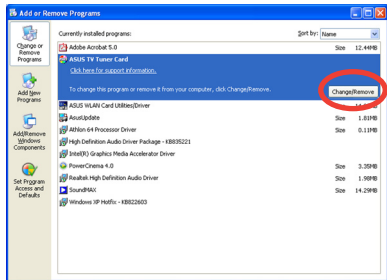 Add or Remove Programs
Change or
Remove
Programs
Add New
Programs
Add/Remove
Windows
Components
Set Program
Access and
Defaults
Currently installed programs:
Sort by: Name
Adobe Acrobat 5.0 Size 12.44MB
ASUS TV Tuner Card
Click here for support information.
To change this program or remove it from your computer, click Change/Remove.
Change/Remove
ASUS WLAN Card Utilities/Driver
AsusUpdate Size 1.81MB
Athlon 64 Processor Driver Size 0.11MB
High Definition Audio Driver Package - KB835221
Intel(R) Graphics Media Accelerator Driver
PowerCinema 4.0 Size 3.35MB
Realtek High Definition Audio Driver Size 1.98MB
SoundMAX Size 14.29MB
Windows XP Hotfix - KB822603